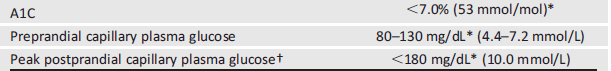 A1C <7.0% (53 mmol/mol)*
Preprandial capillary plasma glucose 80–130 mg/dL* (4.4–7.2 mmol/L)
Peak postprandial capillary plasma glucose† <180 mg/dL* (10.0 mmol/L)